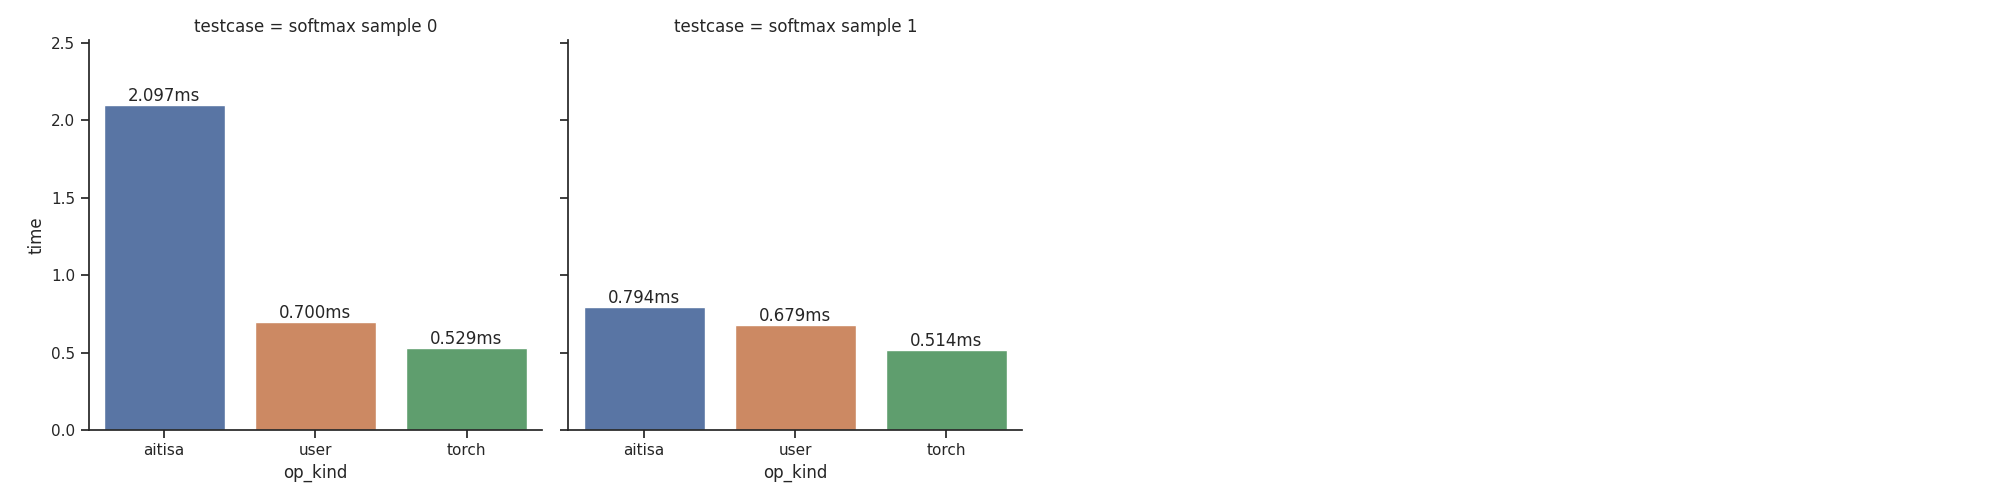 testcase = softmax sample 0
2.5
2.0
1.5
1.0
0.5
0.0
time
2.097ms
0.700ms
0.529ms
aitisa
user
torch
op_kind
testcase = softmax sample 1
0.794ms
0.679ms
0.514ms
aitisa
user
torch
op_kind